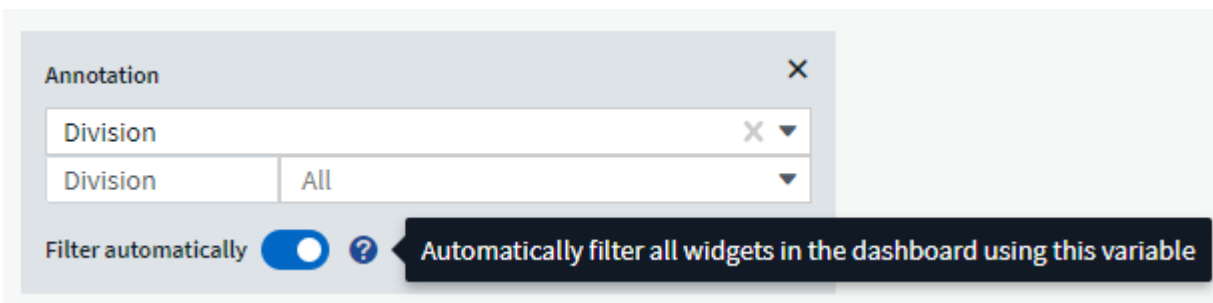 Annotation
Division
Division All
Filter automatically ? Automatically filter all widgets in the dashboard using this variable